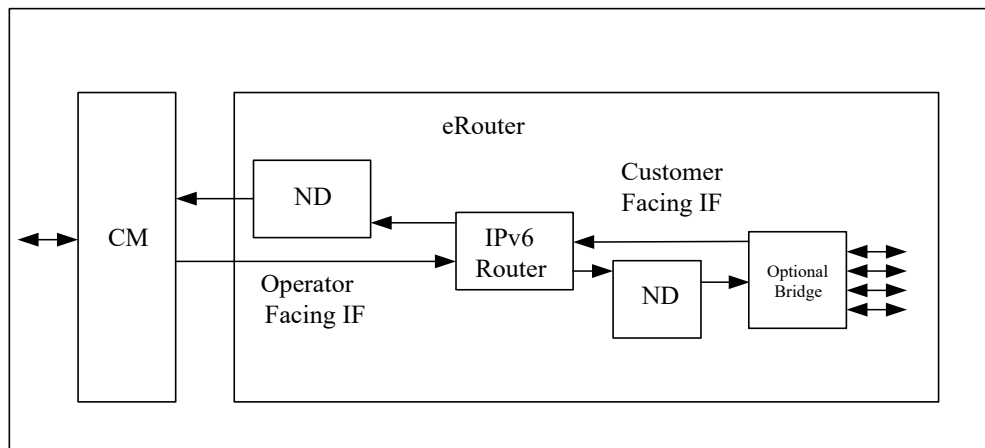 eRouter
Customer
Facing IF
ND
CM
IPv6
Router
Optional
Bridge
ND
Operator
Facing IF